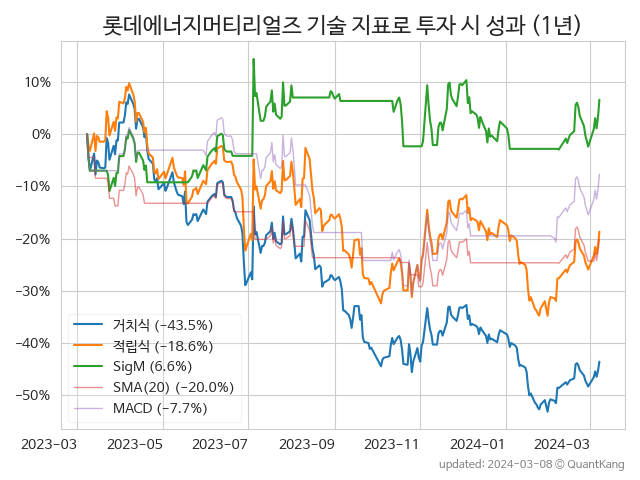 롯데에너지머티리얼즈 기술 지표로 투자 시 성과 (1년)
10%
0%
−10%
−20%
−30%
−40%
−50%
거치식 (−43.5%)
적립식 (−18.6%)
SigM (6.6%)
SMA(20) (−20.0%)
MACD (−7.7%)
2023−03 2023−05 2023−07 2023−09 2023−11 2024−01 2024−03
updated: 2024−03−08 ⓒ QuantKang